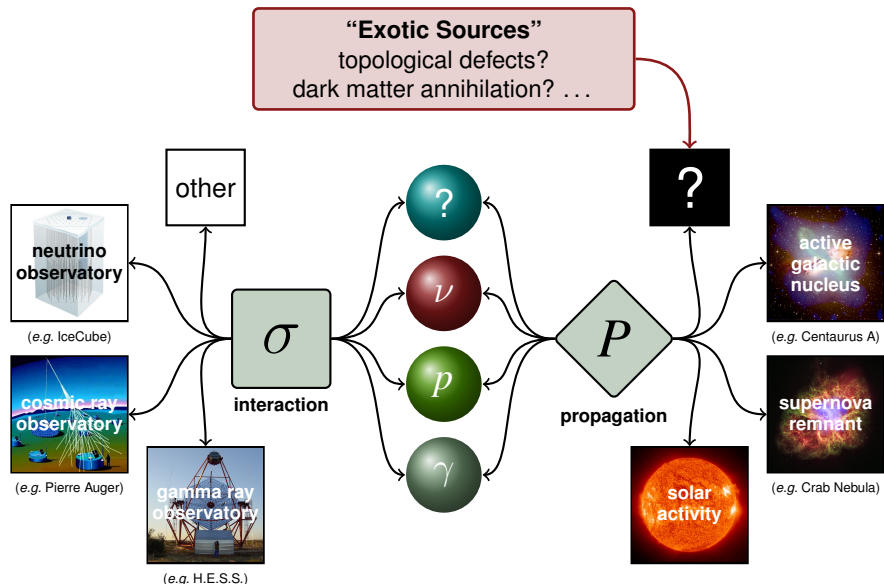 “Exotic Sources”
topological defects?
dark matter annihilation? . . .
other
?
?
neutrino
observatory
(e.g. IceCube)
active
galactic
nucleus
(e.g. Centaurus A)
ν
σ
interaction
P
propagation
p
cosmic ray
observatory
(e.g. Pierre Auger)
supernova
remnant
(e.g. Crab Nebula)
γ
gamma ray
observatory
(e.g. H.E.S.S.)
solar
activity